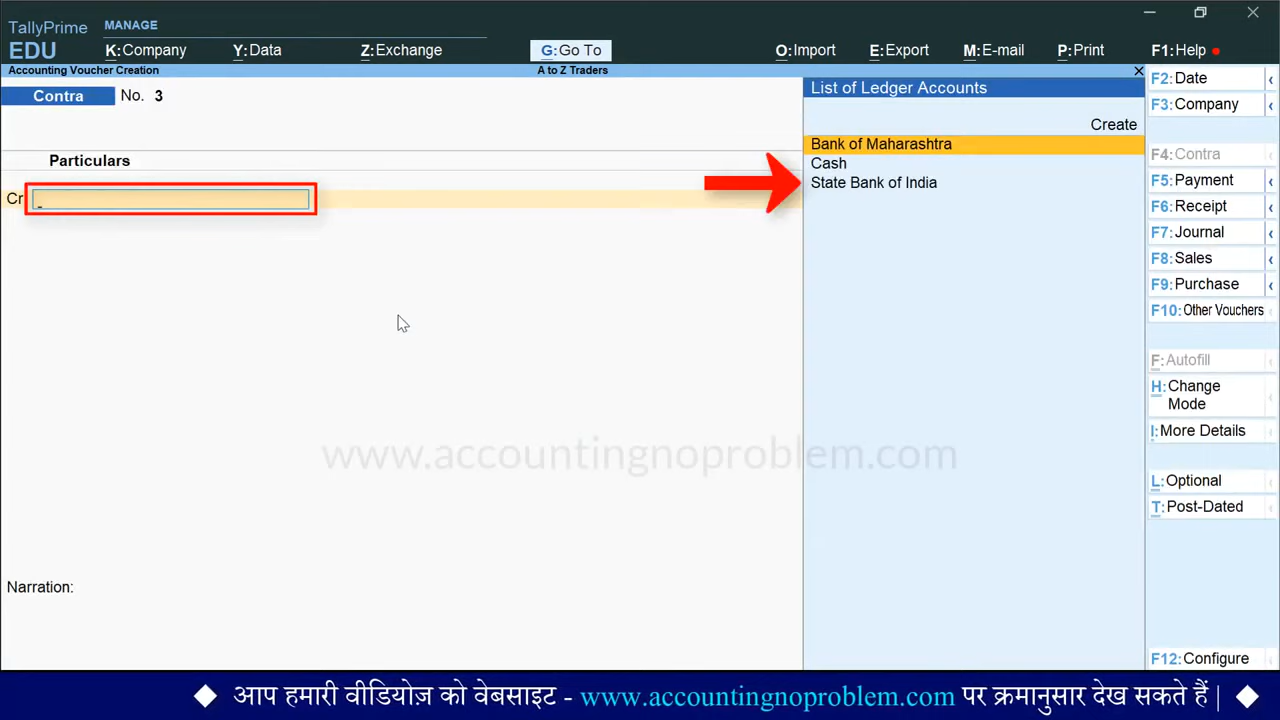 TallyPrime
EDU
MANAGE
K:Company
Y:Data
Z:Exchange
G:Go To
O:Import
E:Export
M:E-mail
P:Print
F1:Help
Accounting Voucher Creation
A to Z Traders
Contra
No. 3
Particulars
Cr
Narration:
List of Ledger Accounts
Create
Bank of Maharashtra
Cash
State Bank of India
F2:Date
F3:Company
F4:Contra
F5:Payment
F6:Receipt
F7:Journal
F8:Sales
F9:Purchase
F10:Other Vouchers
F:Autofill
H:Change
Mode
I:More Details
L:Optional
T:Post-Dated
F12:Configure
www.accountingnoproblem.com
आप हमारी वीडियोज़ को वेबसाइट - www.accountingnoproblem.com पर क्रमानुसार देख सकते हैं |